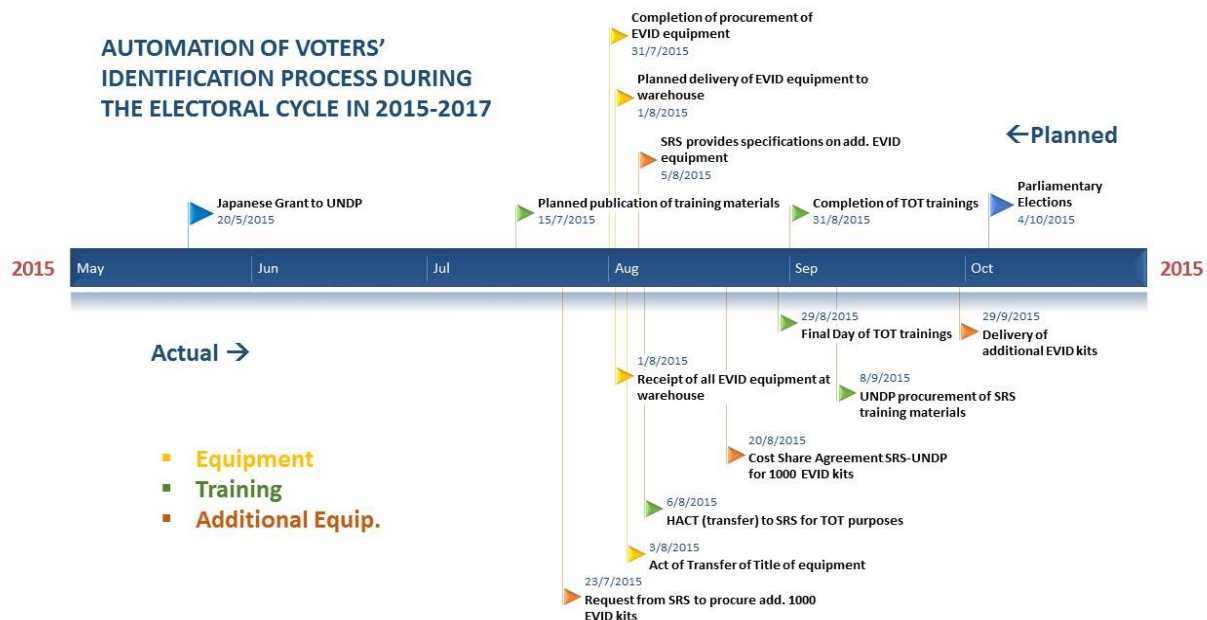 AUTOMATION OF VOTERS'
IDENTIFICATION PROCESS DURING
THE ELECTORAL CYCLE IN 2015-2017
Completion of procurement of
EVID equipment
31/7/2015
Planned delivery of EVID equipment to
warehouse
1/8/2015
SRS provides specifications on add. EVID
equipment
5/8/2015
←Planned
Japanese Grant to UNDP
20/5/2015
Planned publication of training materials
15/7/2015
Completion of TOT trainings
31/8/2015
Parliamentary
Elections
4/10/2015
2015 May Jun Jul Aug Sep Oct 2015
Actual →
29/8/2015
Final Day of TOT trainings
29/9/2015
Delivery of
additional EVID kits
1/8/2015
Receipt of all EVID equipment at
warehouse
8/9/2015
UNDP procurement of SRS
training materials
20/8/2015
Cost Share Agreement SRS-UNDP
for 1000 EVID kits
6/8/2015
HACT (transfer) to SRS for TOT purposes
3/8/2015
Act of Transfer of Title of equipment
23/7/2015
Request from SRS to procure add. 1000
EVID kits
▪ Equipment
▪ Training
▪ Additional Equip.